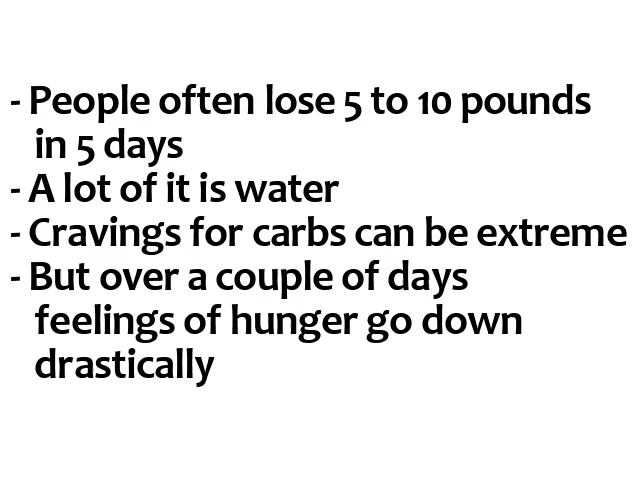 - People often lose 5 to 10 pounds
in 5 days
- A lot of it is water
- Cravings for carbs can be extreme
- But over a couple of days
feelings of hunger go down
drastically